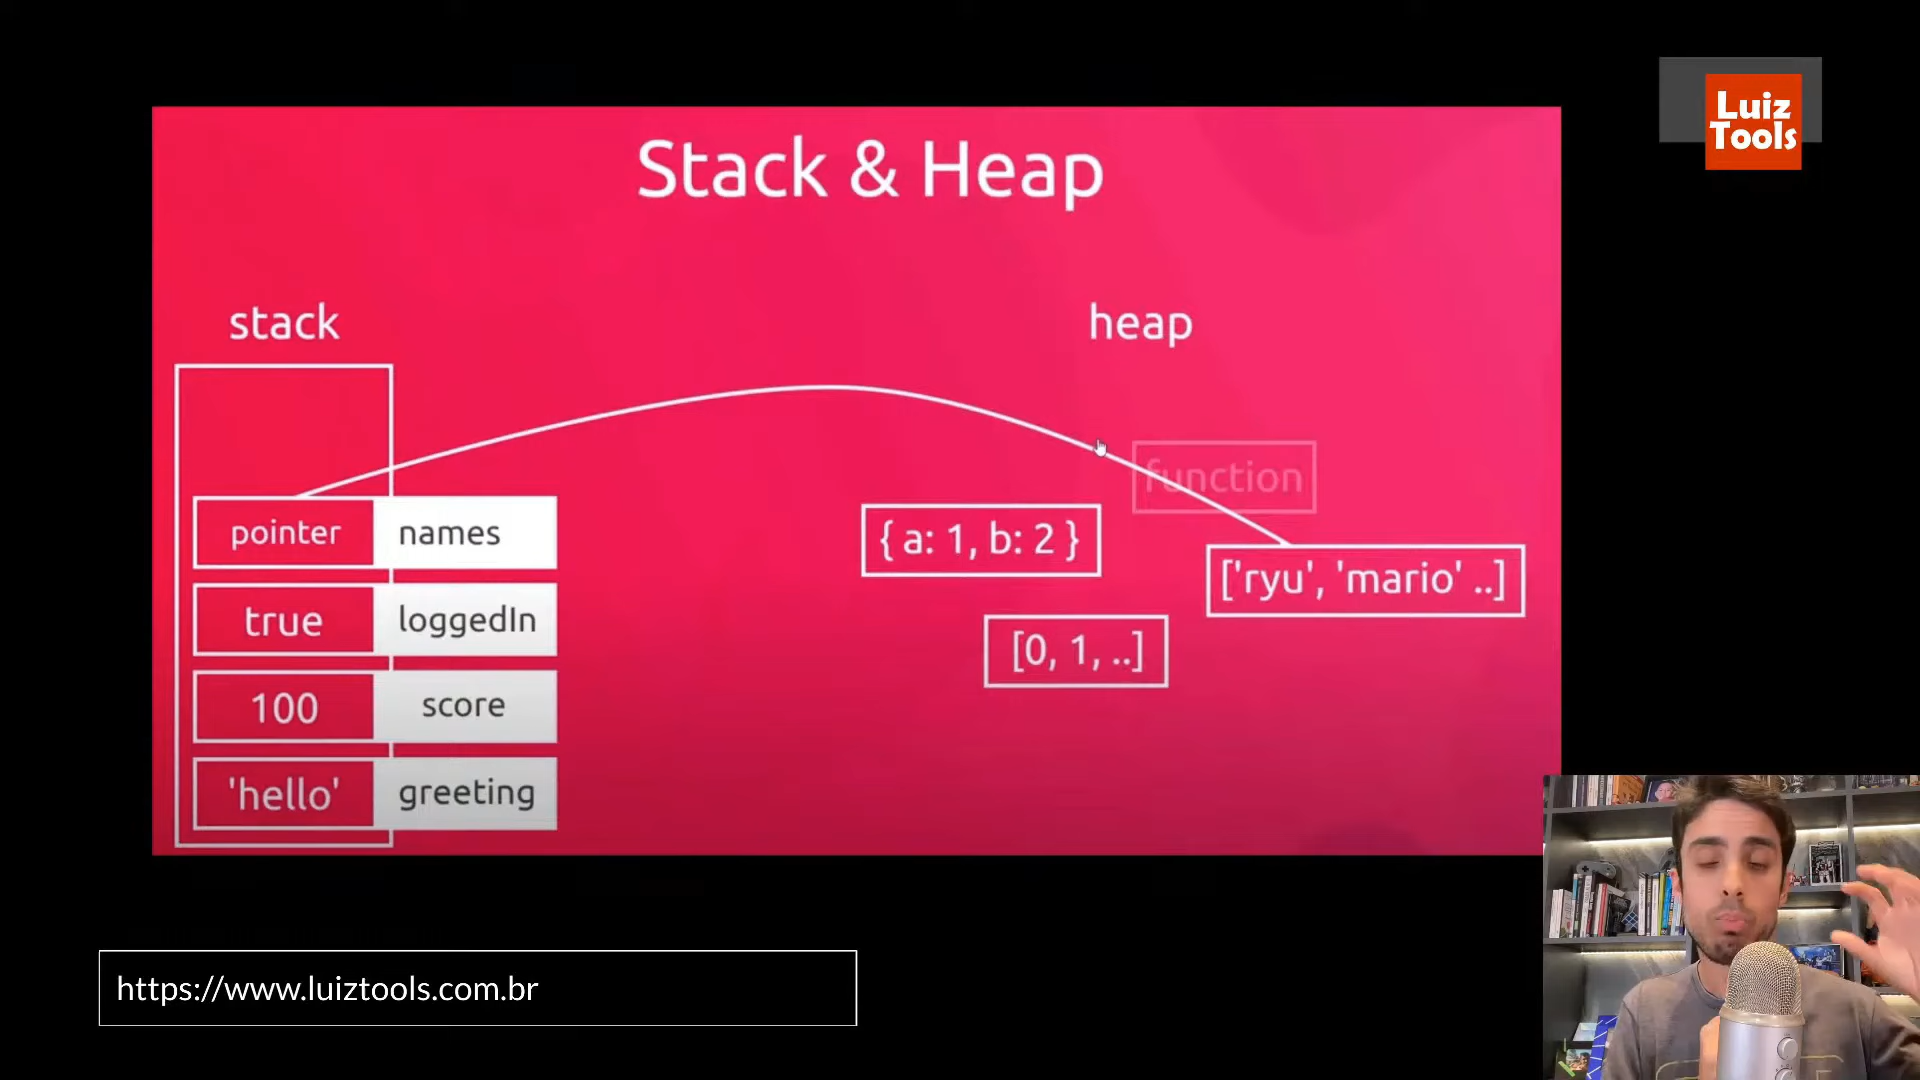 Luiz
Tools
Stack & Heap
stack
heap
function
pointer
names
{ a: 1, b: 2 }
['ryu', 'mario' ..]
true
loggedIn
[0, 1, ..]
100
score
'hello'
greeting
https://www.luiztools.com.br